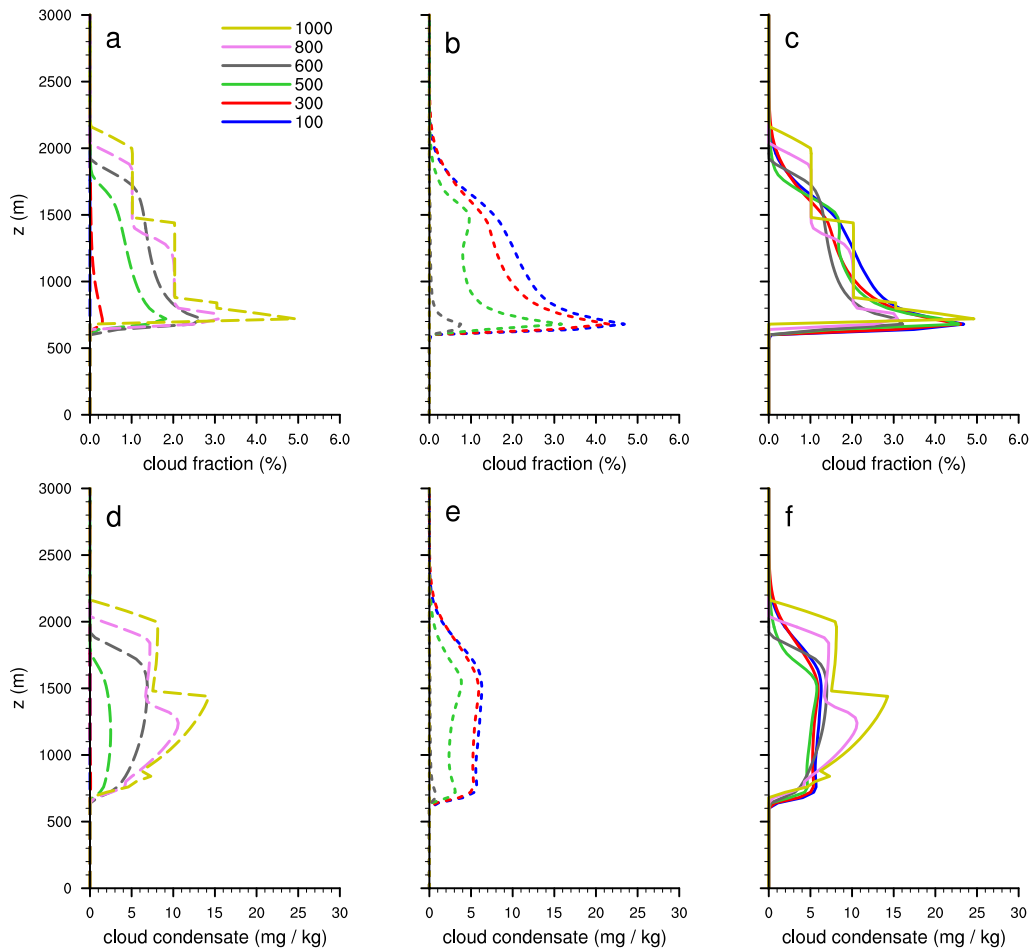 a
1000
800
600
500
300
100
3000
2500
2000
1500
1000
500
0
z (m)
0.0 1.0 2.0 3.0 4.0 5.0 6.0
cloud fraction (%)
b
0.0 1.0 2.0 3.0 4.0 5.0 6.0
cloud fraction (%)
c
0.0 1.0 2.0 3.0 4.0 5.0 6.0
cloud fraction (%)
d
3000
2500
2000
1500
1000
500
0
z (m)
0 5 10 15 20 25 30
cloud condensate (mg / kg)
e
0 5 10 15 20 25 30
cloud condensate (mg / kg)
f
0 5 10 15 20 25 30
cloud condensate (mg / kg)